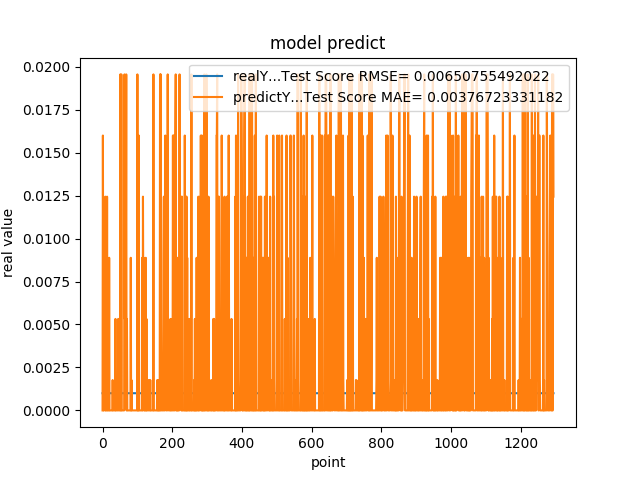 model predict
realY...Test Score RMSE= 0.00650755492022
predictY...Test Score MAE= 0.00376723331182
0.0200
0.0175
0.0150
0.0125
0.0100
0.0075
0.0050
0.0025
0.0000
real value
0 200 400 600 800 1000 1200
point